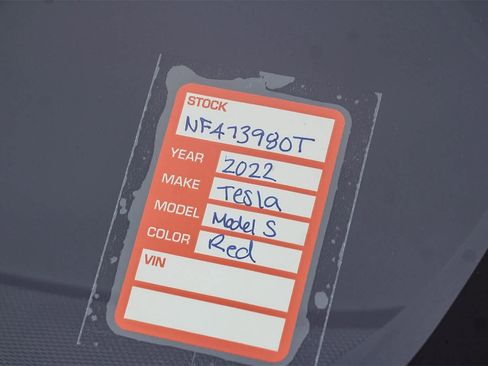 STOCK
NF473980T
YEAR 2022
MAKE Tesla
MODEL Model S
COLOR Red
VIN